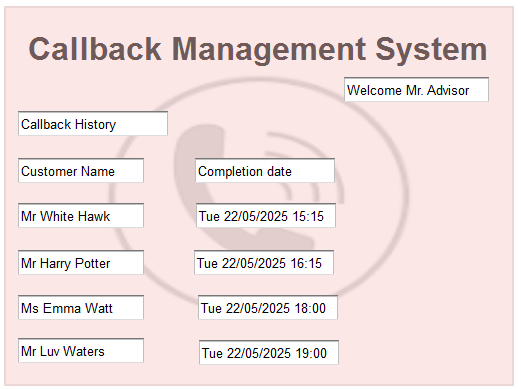 Callback Management System
Welcome Mr. Advisor
Callback History
Customer Name Completion date
Mr White Hawk Tue 22/05/2025 15:15
Mr Harry Potter Tue 22/05/2025 16:15
Ms Emma Watt Tue 22/05/2025 18:00
Mr Luv Waters Tue 22/05/2025 19:00